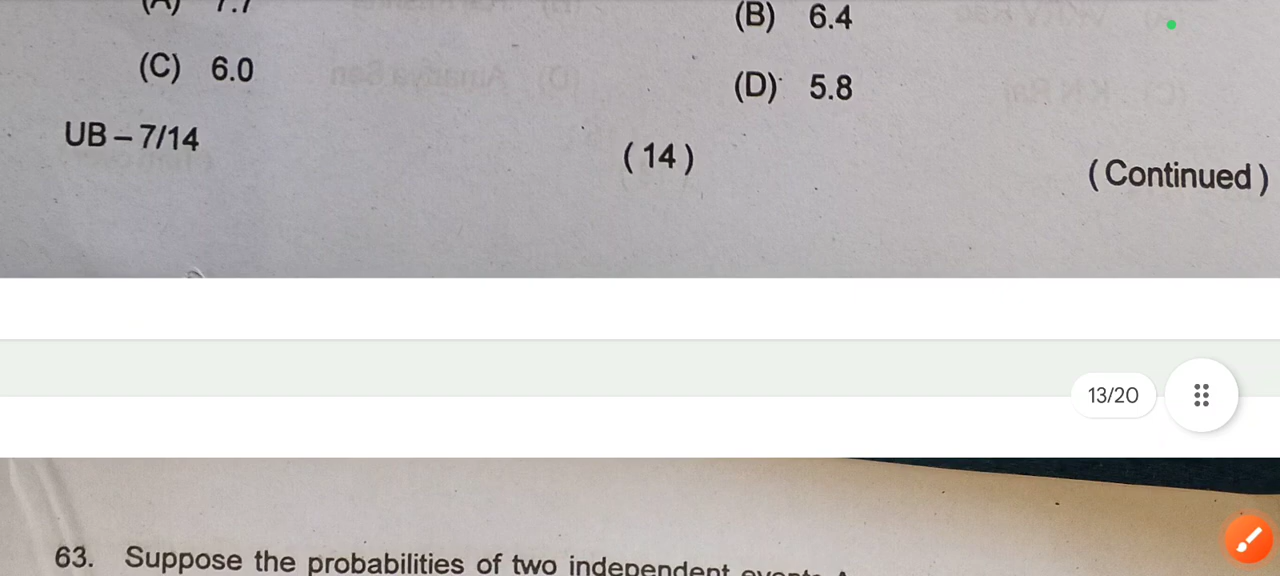 (B) 6.4
(C) 6.0
(D) 5.8
UB – 7/14
( 14 )
( Continued )
13/20
63. Suppose the probabilities of two independent